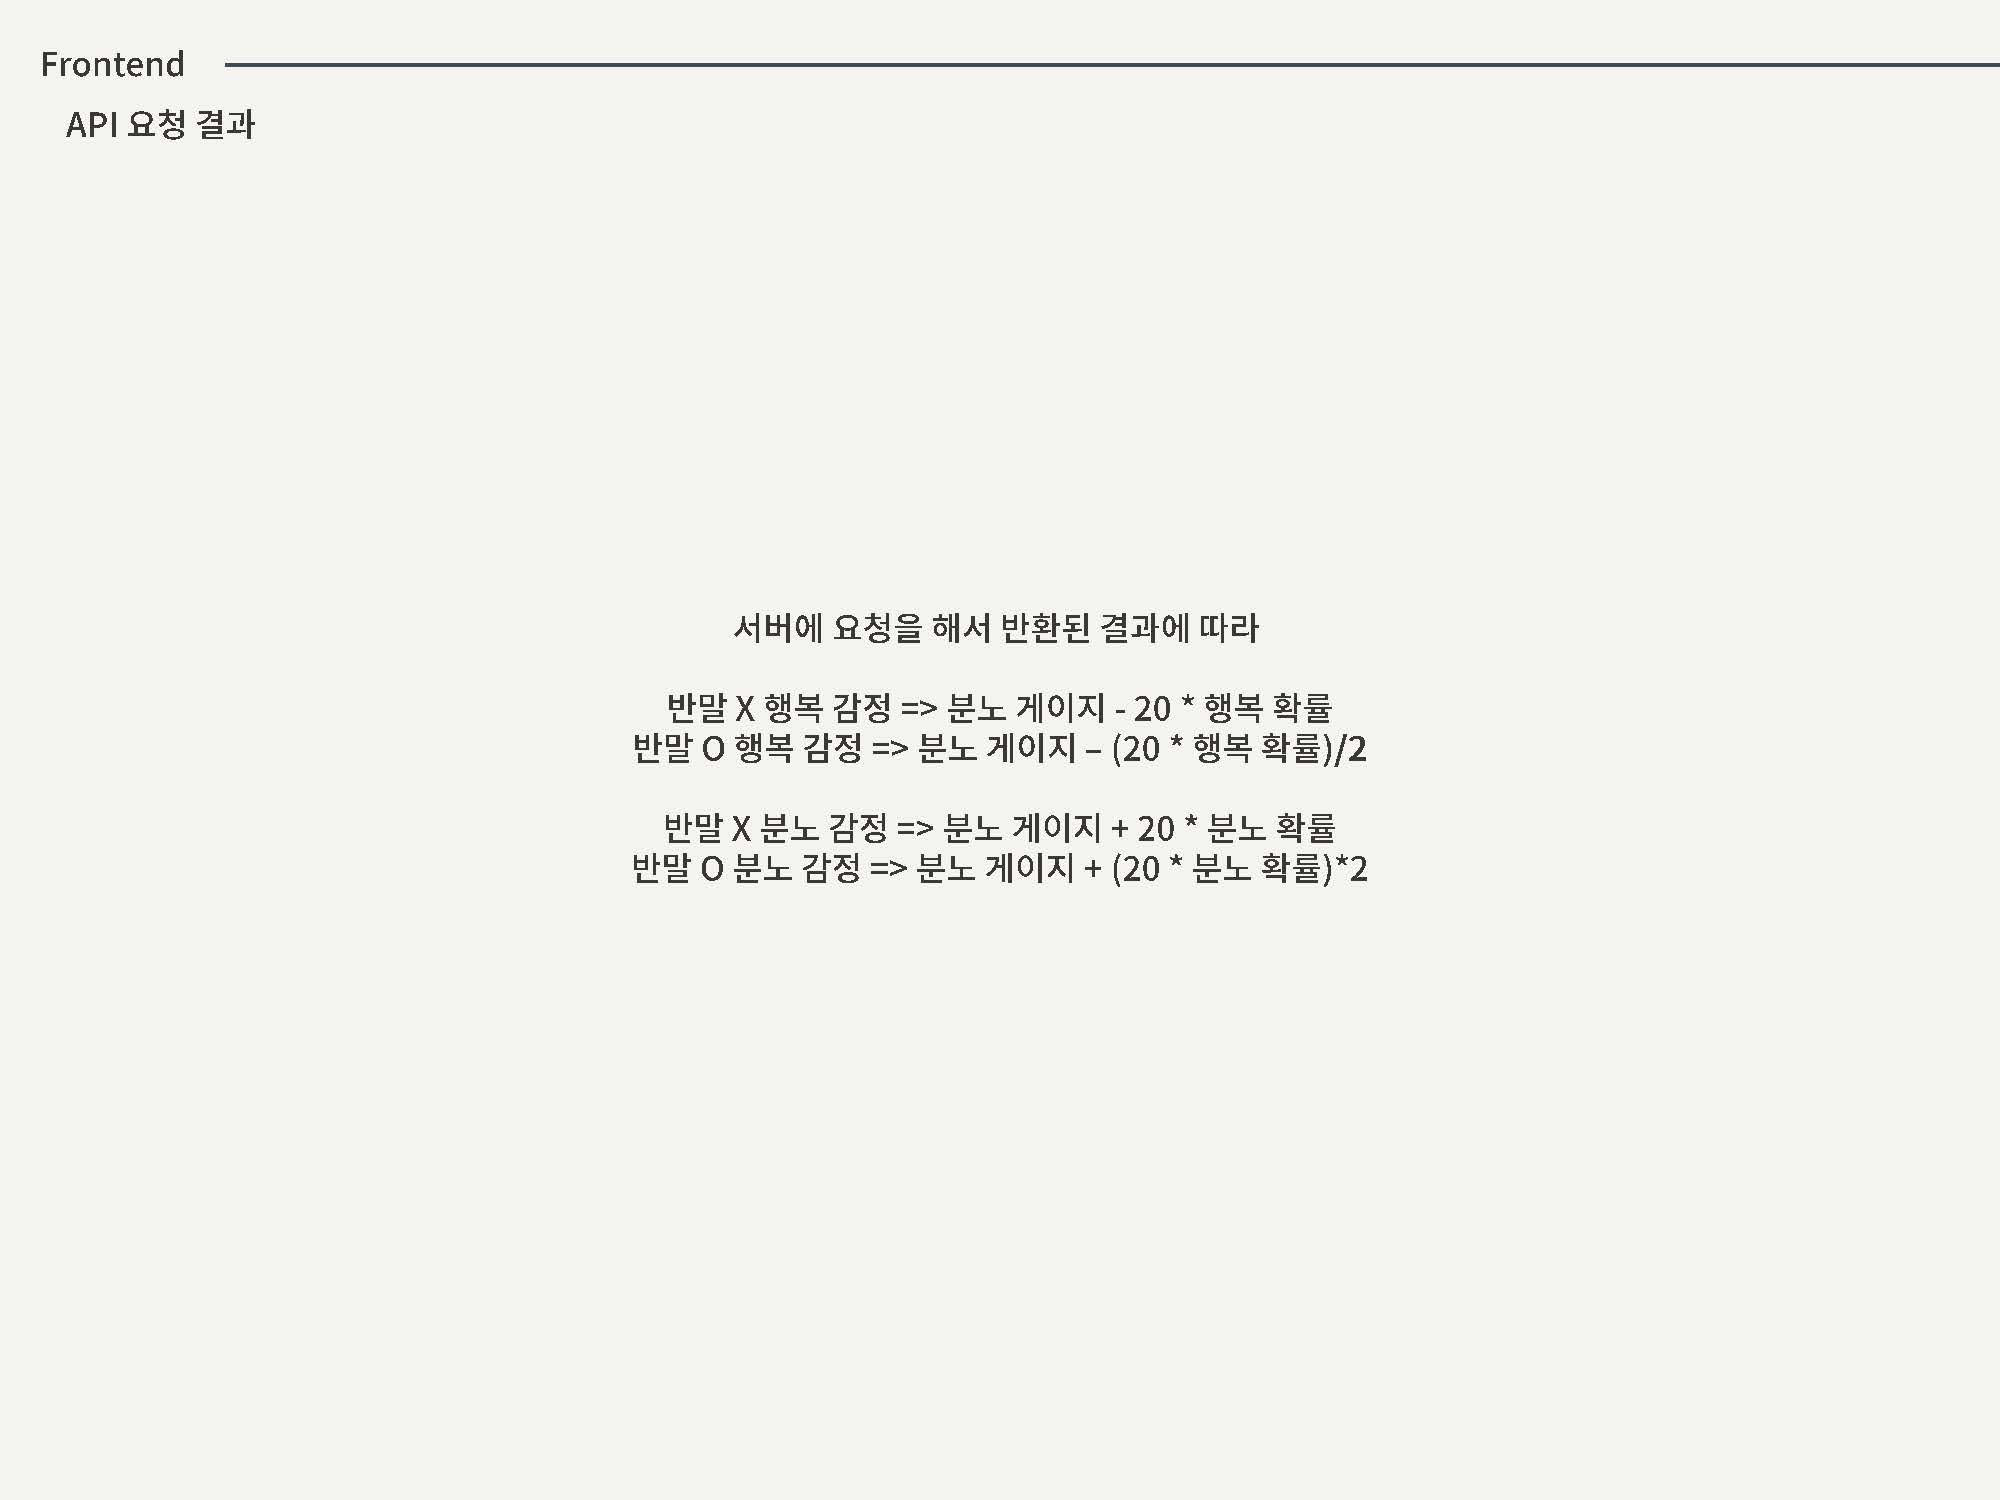 Frontend
API 요청 결과
서버에 요청을 해서 반환된 결과에 따라
반말 X 행복 감정 => 분노 게이지 - 20 * 행복 확률
반말 O 행복 감정 => 분노 게이지 – (20 * 행복 확률)/2
반말 X 분노 감정 => 분노 게이지 + 20 * 분노 확률
반말 O 분노 감정 => 분노 게이지 + (20 * 분노 확률)*2